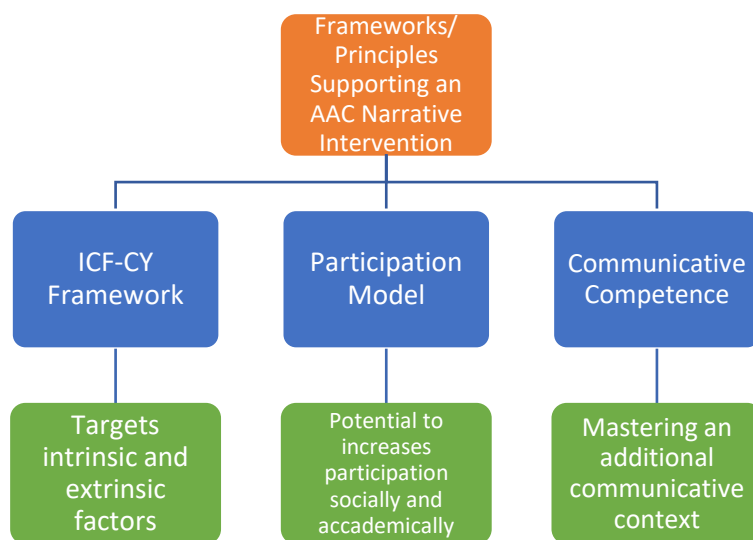 Frameworks/
Principles
Supporting an
AAC Narrative
Intervention
ICF-CY
Framework
Participation
Model
Communicative
Competence
Targets
intrinsic and
extrinsic
factors
Potential to
increases
participation
socially and
accademically
Mastering an
additional
communicative
context